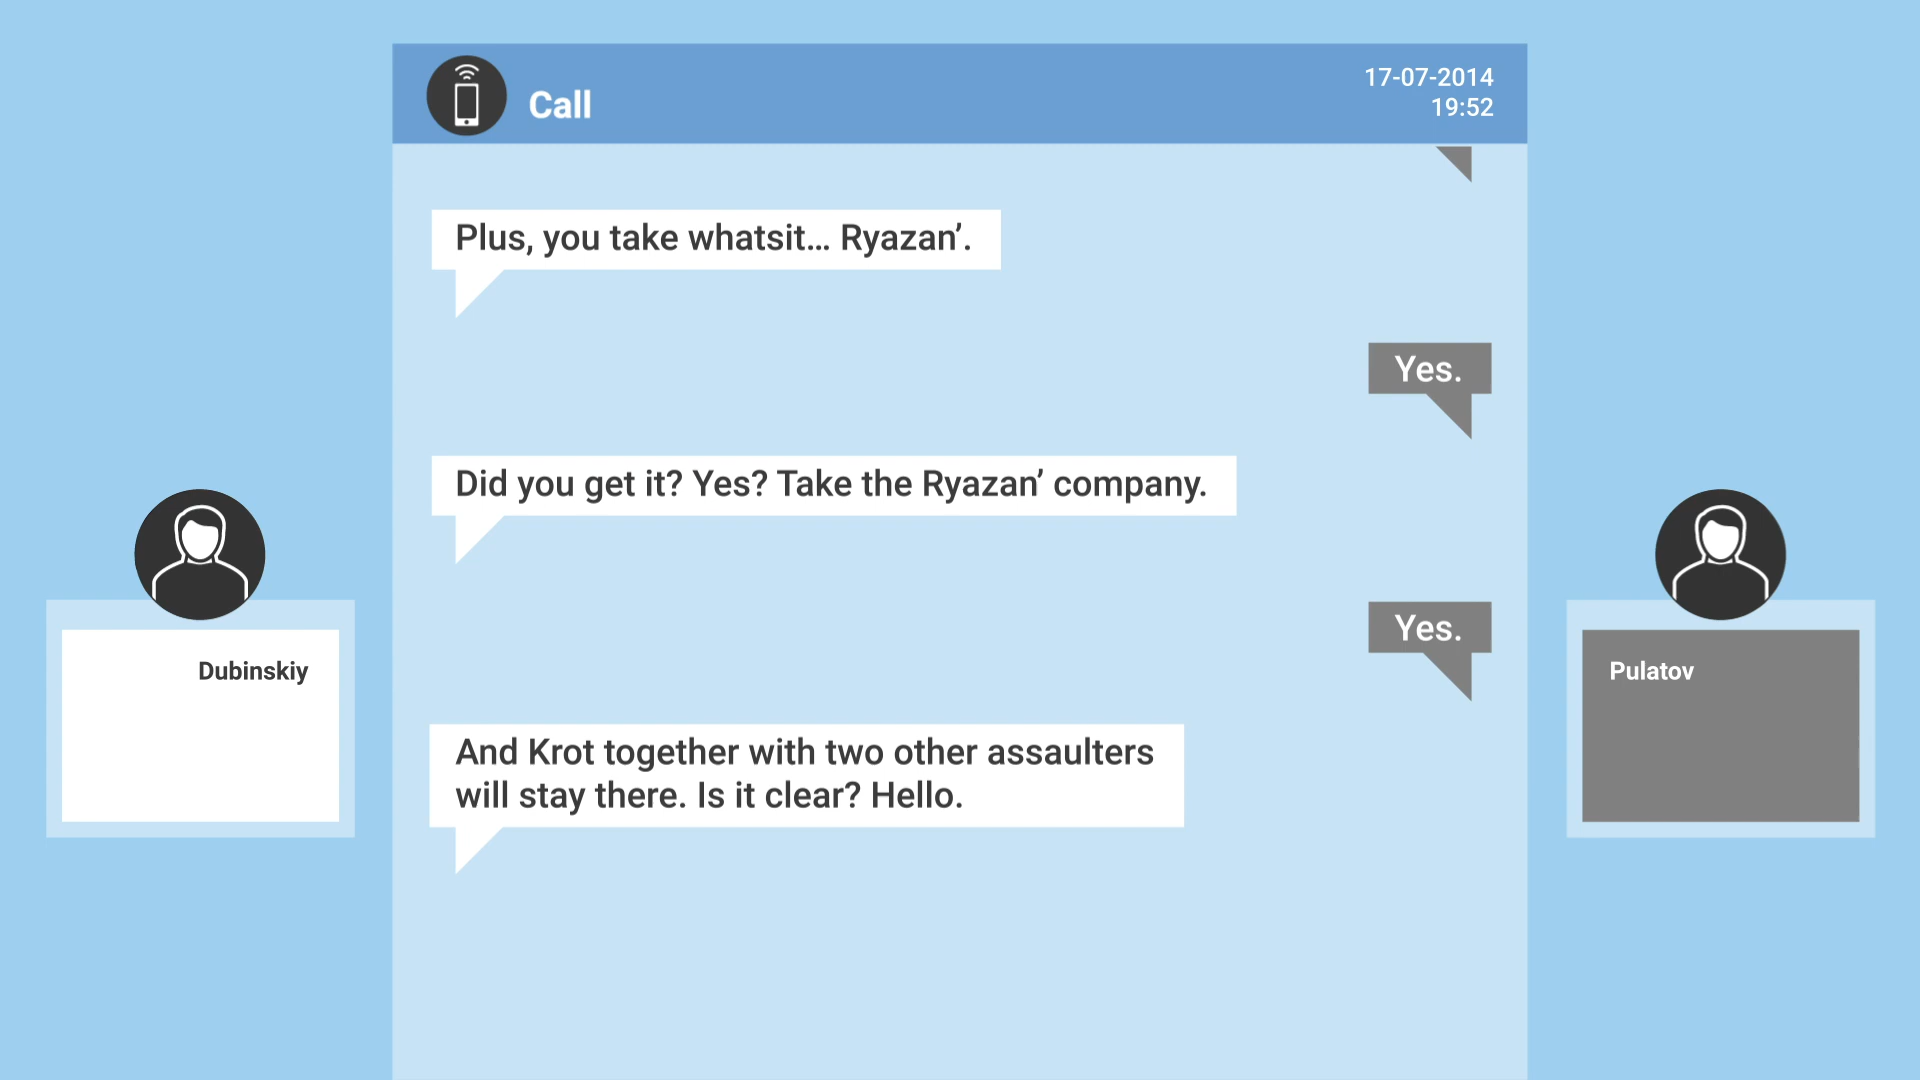 Call
17-07-2014
19:52
Plus, you take whatsit... Ryazan’.
Yes.
Did you get it? Yes? Take the Ryazan’ company.
Yes.
And Krot together with two other assaulters
will stay there. Is it clear? Hello.
Dubinskiy
Pulatov